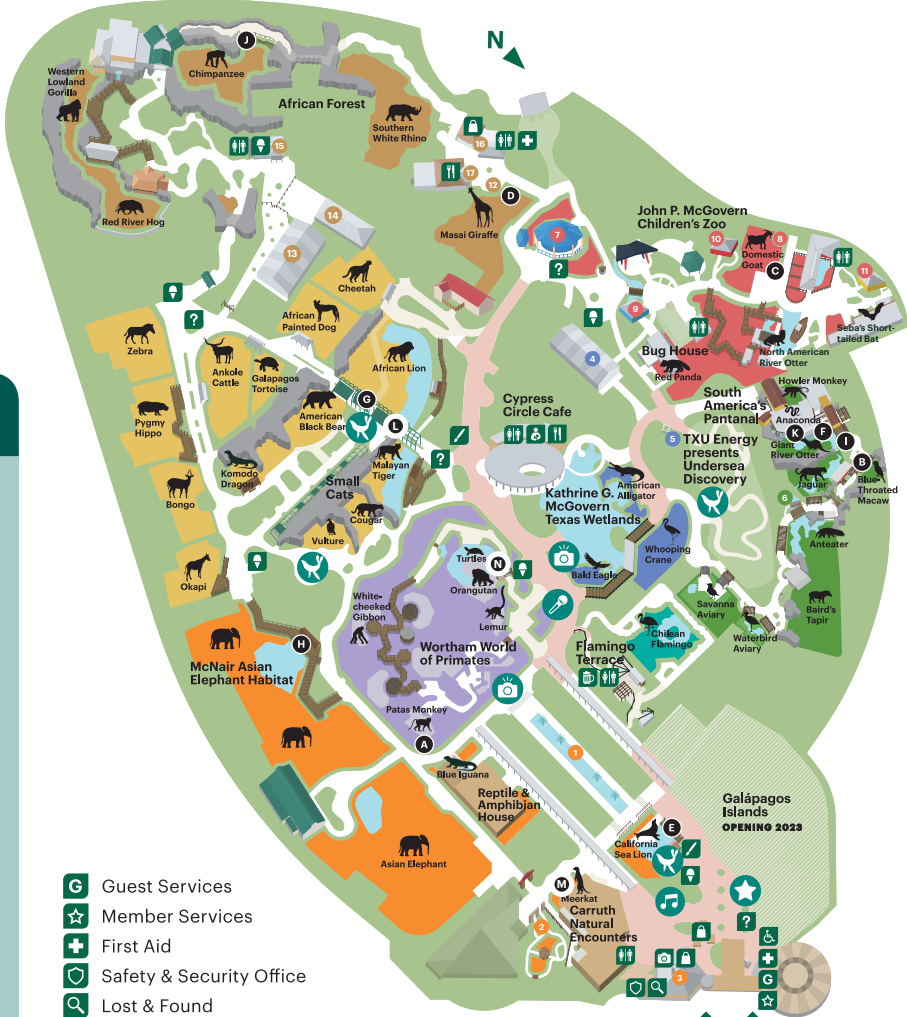 N
J
Chimpanzee
Western
Lowland
Gorilla
African Forest
Southern
White Rhino
16
15
17
12
D
Red River Hog
14
13
Masai Giraffe
7
John P. McGovern
Children's Zoo
10
8
Domestic
Goat
C
11
?
Cheetah
African
Painted Dog
?
Zebra
9
Seba's Short-
tailed Bat
North American
River Otter
Bug House
Red Panda
4
African Lion
Ankole
Cattle
Galapagos
Tortoise
American
Black Bear
G
L
Pygmy
Hippo
Howler Monkey
South
America's
Pantanal
Anaconda
K
F
I
Giant
River Otter
B
Blue-
Throated
Macaw
Jaguar
6
Cypress
Circle Cafe
5
TXU Energy
presents
Undersea
Discovery
?
Malayan
Tiger
Komodo
Dragon
Small
Cats
Cougar
Vulture
Bongo
American
Alligator
Kathrine G.
McGovern
Texas Wetlands
Whooping
Crane
Bald Eagle
Anteater
Okapi
Turtles
N
Orangutan
Lemur
White-
cheeked
Gibbon
Savanna
Aviary
Baird's
Tapir
Waterbird
Aviary
Chilean
Flamingo
Flamingo
Terrace
H
McNair Asian
Elephant Habitat
Wortham World
of Primates
Patas Monkey
A
1
Blue Iguana
Reptile &
Amphibian
House
Galápagos
Islands
OPENING 2023
E
California
Sea Lion
Asian Elephant
M
Meerkat
Carruth
Natural
Encounters
2
?
3
G
G Guest Services
Member Services
First Aid
Safety & Security Office
Lost & Found